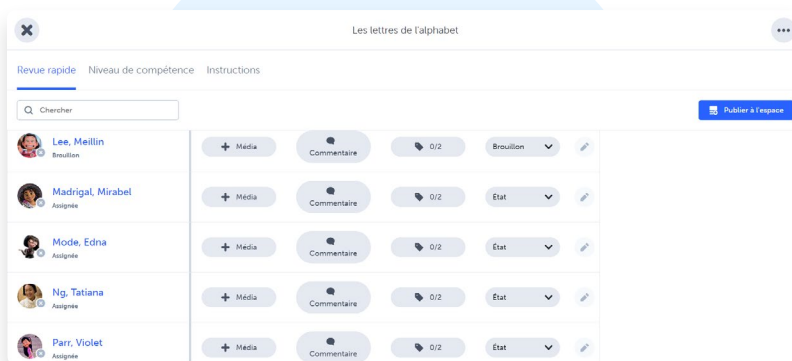 Les lettres de l'alphabet
Revue rapide Niveau de compétence Instructions
Chercher
Publier à l'espace
Lee, Meillin
Brouillon
Média
Commentaire
0/2
Brouillon
Madrigal, Mirabel
Assignée
Média
Commentaire
0/2
État
Mode, Edna
Assignée
Média
Commentaire
0/2
État
Ng, Tatiana
Assignée
Média
Commentaire
0/2
État
Parr, Violet
Assignée
Média
Commentaire
0/2
État